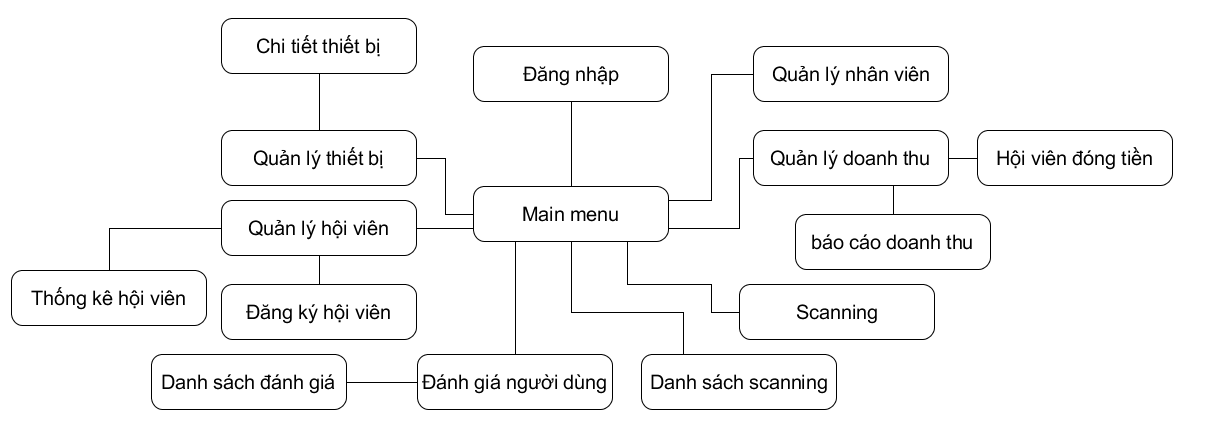 Chi tiết thiết bị
Đăng nhập
Quản lý nhân viên
Quản lý thiết bị
Quản lý doanh thu
Hội viên đóng tiền
Main menu
Quản lý hội viên
báo cáo doanh thu
Thống kê hội viên
Đăng ký hội viên
Scanning
Danh sách đánh giá
Đánh giá người dùng
Danh sách scanning